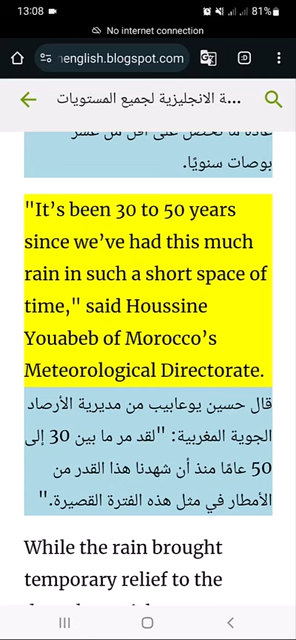 13:08 81%
No internet connection
english.blogspot.com
ة الانجليزية لجميع المستويات...
بوصات سنويًا.
"It’s been 30 to 50 years
since we’ve had this much
rain in such a short space of
time," said Houssine
Youabeb of Morocco’s
Meteorological Directorate.
قال حسين يوعابيب من مديرية الأرصاد
الجوية المغربية: "لقد مر ما بين 30 إلى
50 عامًا منذ أن شهدنا هذا القدر من
الأمطار في مثل هذه الفترة القصيرة."
While the rain brought
temporary relief to the